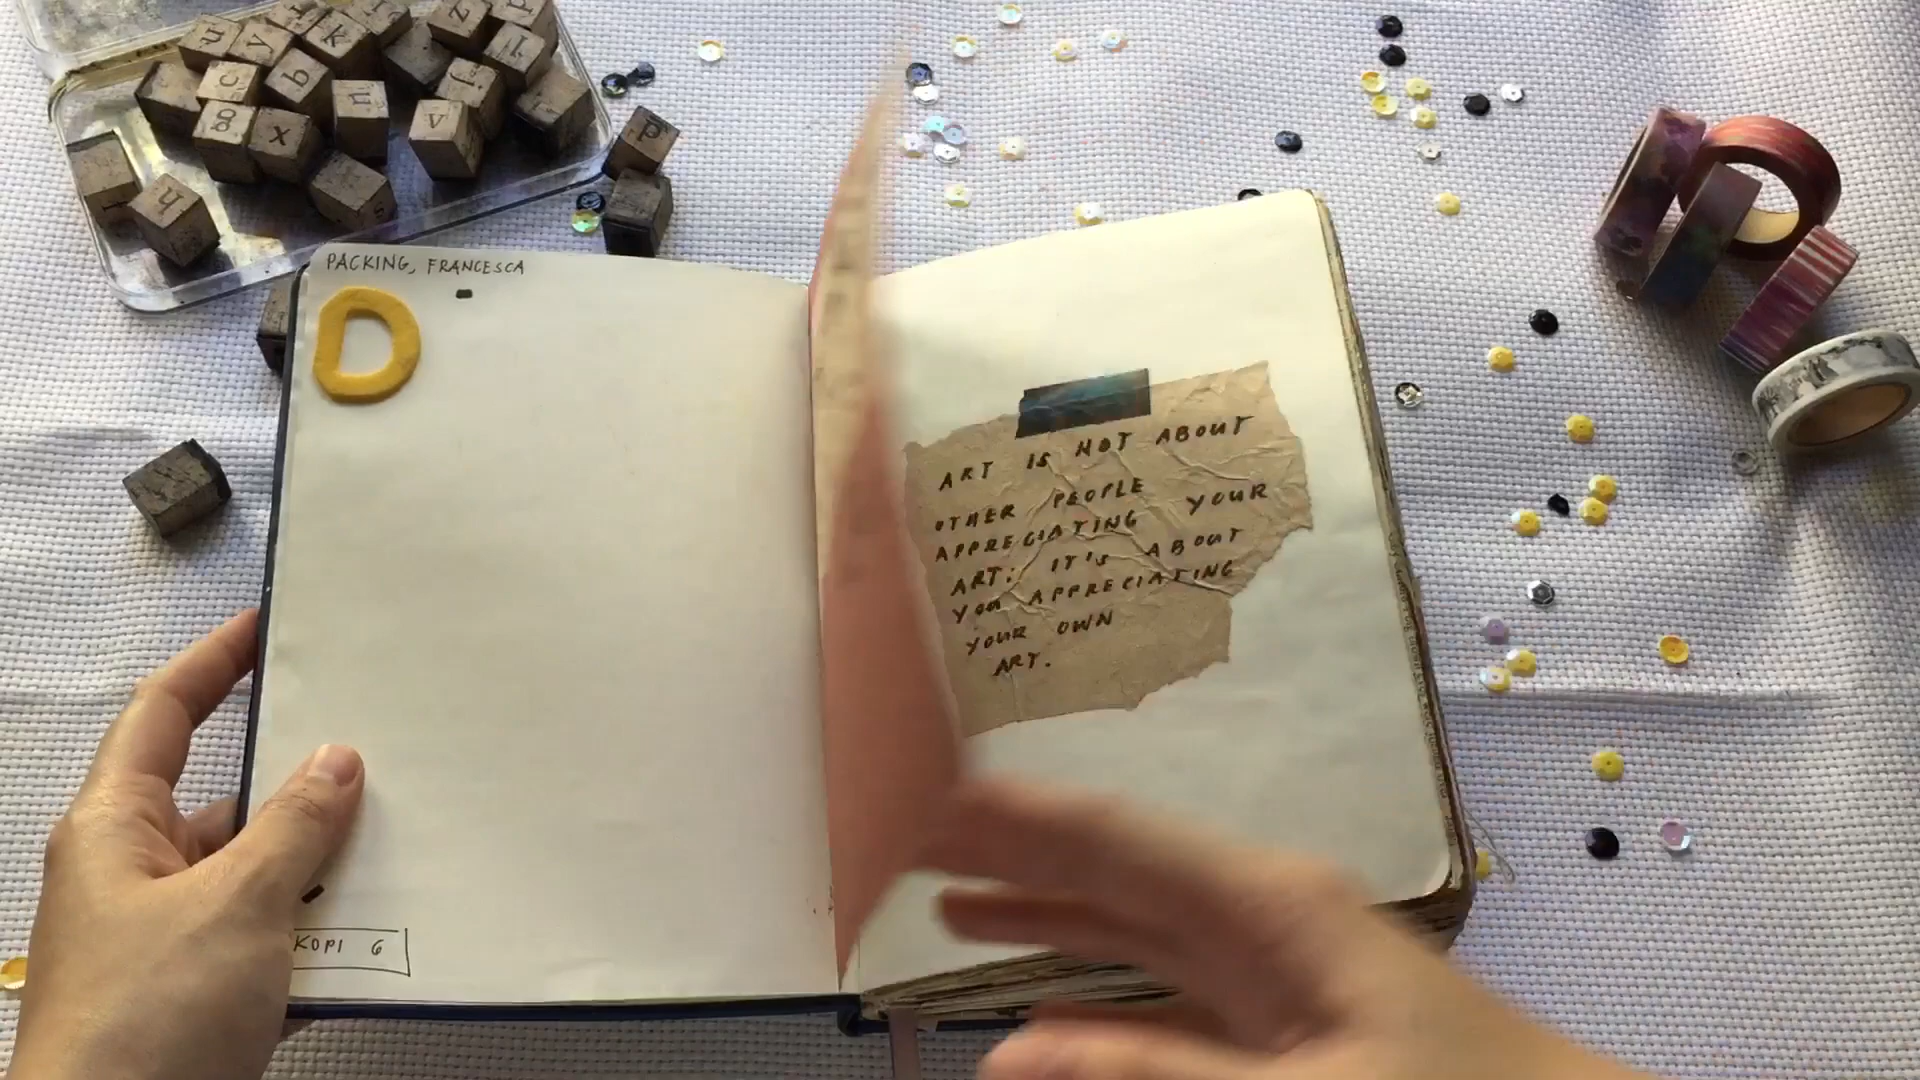 PACKING, FRANCESCA
D
KOPI 6
ART IS NOT ABOUT
OTHER PEOPLE
APPRECIATING YOUR
ART; IT'S ABOUT
YOU APPRECIATING
YOUR OWN
ART.
u
y
k
z
p
c
b
n
l
g
x
v
f
d
h
s